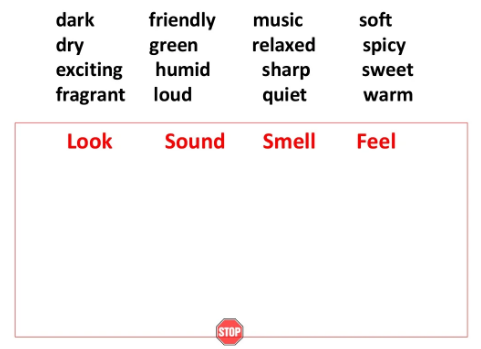 dark friendly music soft
dry green relaxed spicy
exciting humid sharp sweet
fragrant loud quiet warm
Look Sound Smell Feel
STOP